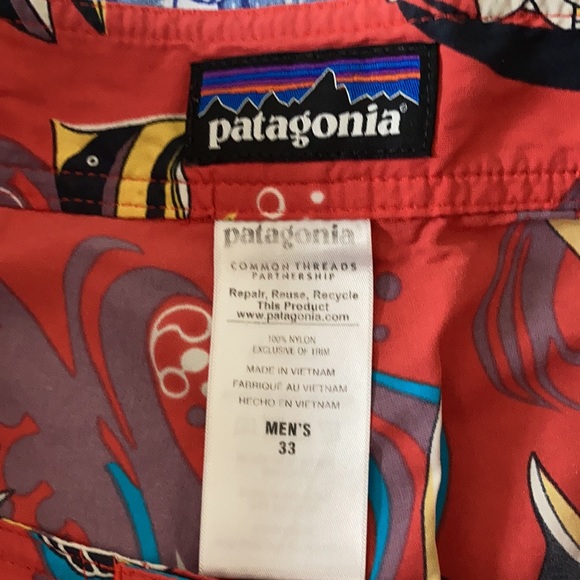 patagonia®
patagonia
COMMON THREADS
PARTNERSHIP
Repair, Reuse, Recycle
This Product
www.patagonia.com
100% NYLON
EXCLUSIVE OF TRIM
MADE IN VIETNAM
FABRIQUÉ AU VIETNAM
HECHO EN VIETNAM
MEN'S
33